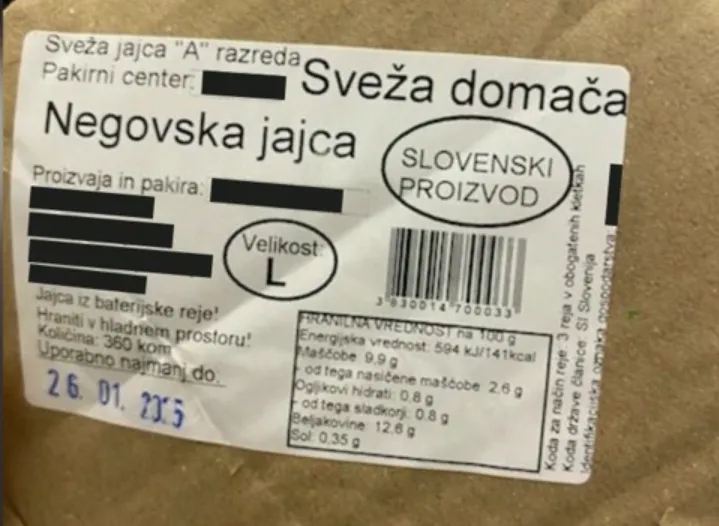 Sveža jajca "A" razreda
Pakirni center:
Sveža domača
Negovska jajca
SLOVENSKI
PROIZVOD
Proizvaja in pakira:
Velikost:
L
Jajca iz baterijske reje!
Hraniti v hladnem prostoru!
Količina: 360 kom
Uporabno najmanj do:
26. 01.
3 830014 700033
HRANILNA VREDNOST na 100 g
Energijska vrednost: 594 kJ/141kcal
Maščobe 9,9 g
- od tega nasičene maščobe 2,6 g
Ogljikovi hidrati: 0,8 g
- od tega sladkorji: 0,8 g
Beljakovine: 12,6 g
Sol: 0,35 g
Koda za način reje: 3 reja v obogatenih kletkah
Koda države članice: SI Slovenija
Identifikacijska oznaka gospodarstva: